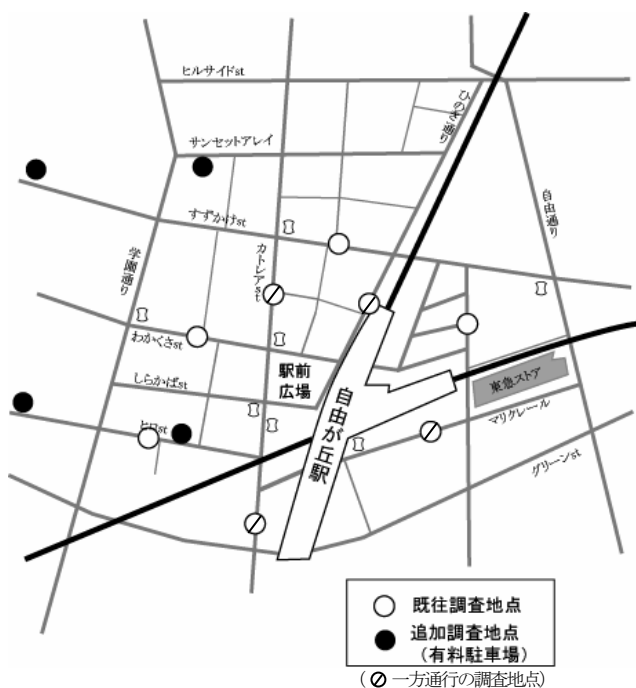 ヒルサイドst
ひのき通り
サンセットアレイ
すずかけst
自由通り
学園通り
カトレアst
わかくさst
駅前
広場
しらかばst
東急ストア
自由が丘駅
マリクレール
ヒロst
グリーンst
既往調査地点
追加調査地点
(有料駐車場)
( 一方通行の調査地点)